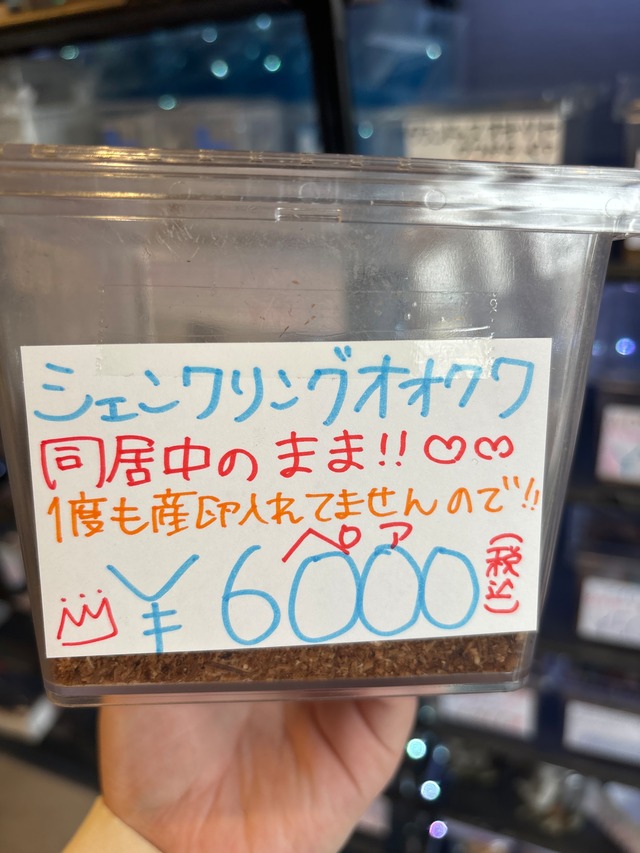 シェンクリングオオクワ
同居中のまま!!♡♡
1度も産卵入れてませんので!!
ペア
¥6000(税込)